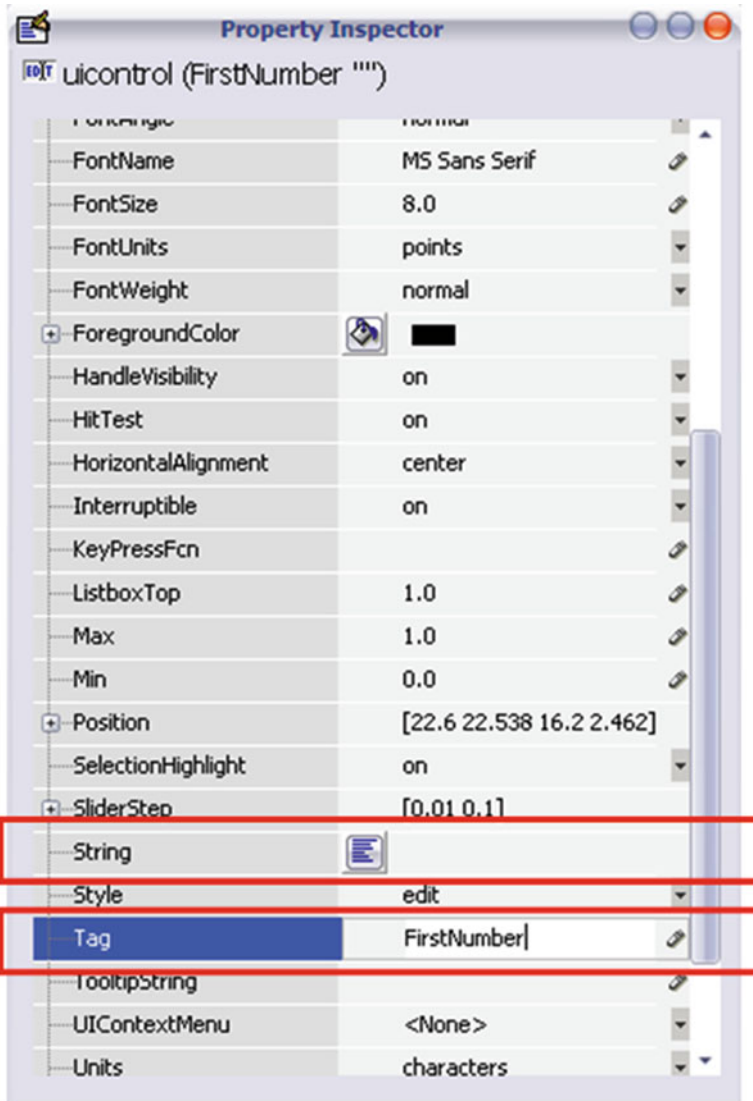 Property Inspector
EDIT uicontrol (FirstNumber "")
FontAngle normal
FontName MS Sans Serif
FontSize 8.0
FontUnits points
FontWeight normal
ForegroundColor
HandleVisibility on
HitTest on
HorizontalAlignment center
Interruptible on
KeyPressFcn
ListboxTop 1.0
Max 1.0
Min 0.0
Position [22.6 22.538 16.2 2.462]
SelectionHighlight on
SliderStep [0.01 0.1]
String
Style edit
Tag FirstNumber
TooltipString
UIContextMenu <None>
Units characters